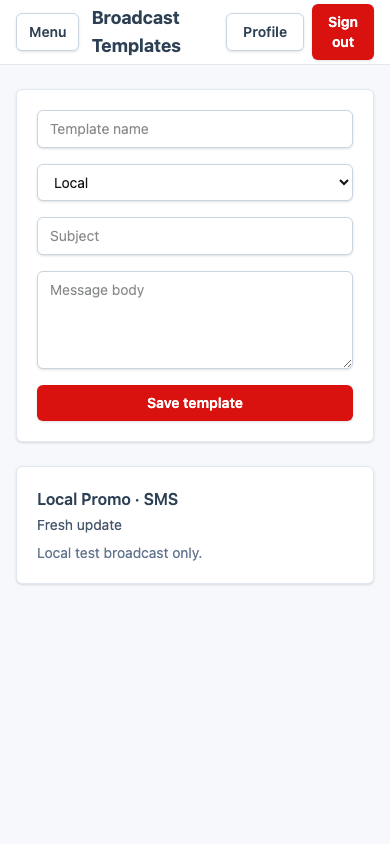 Menu
Broadcast
Templates
Profile
Sign
out
Template name
Local
Subject
Message body
Save template
Local Promo · SMS
Fresh update
Local test broadcast only.